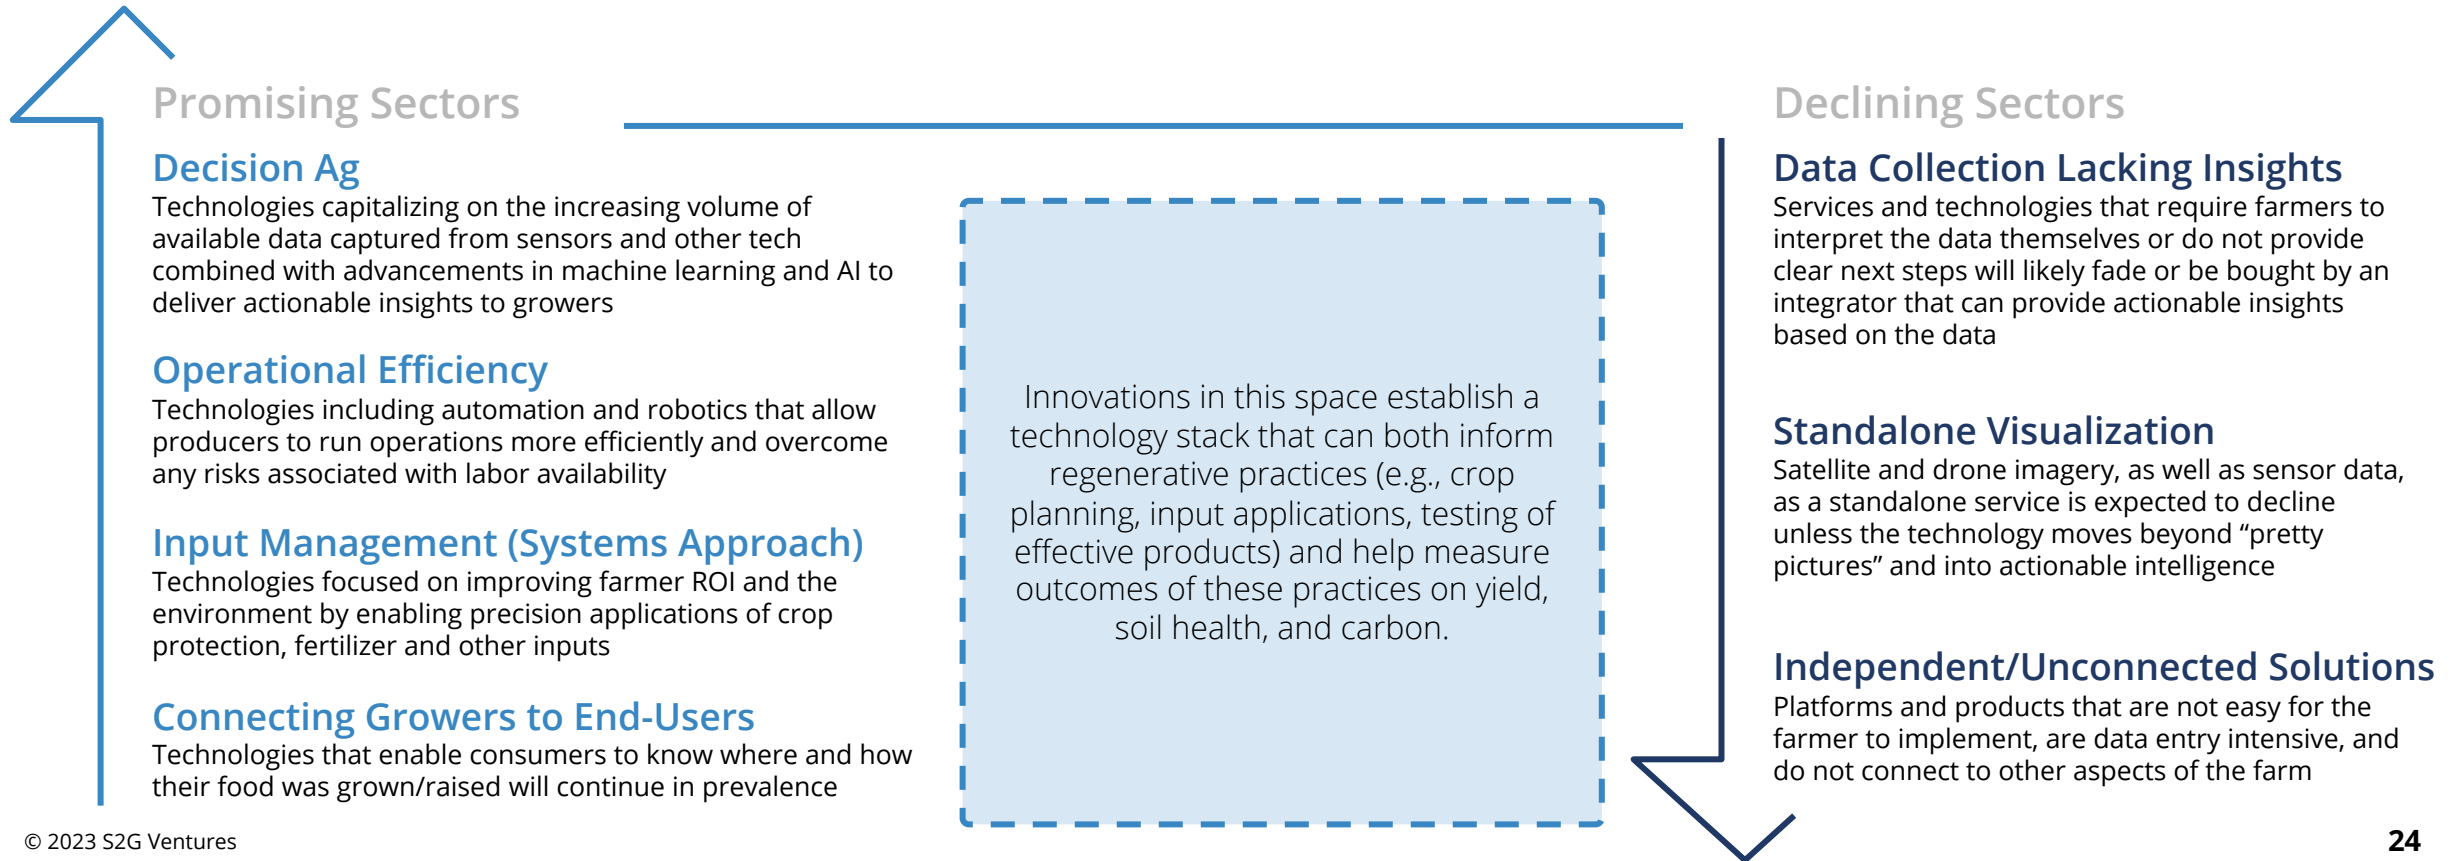 Promising Sectors
Decision Ag
Technologies capitalizing on the increasing volume of
available data captured from sensors and other tech
combined with advancements in machine learning and AI to
deliver actionable insights to growers
Operational Efficiency
Technologies including automation and robotics that allow
producers to run operations more efficiently and overcome
any risks associated with labor availability
Input Management (Systems Approach)
Technologies focused on improving farmer ROI and the
environment by enabling precision applications of crop
protection, fertilizer and other inputs
Connecting Growers to End-Users
Technologies that enable consumers to know where and how
their food was grown/raised will continue in prevalence
Innovations in this space establish a
technology stack that can both inform
regenerative practices (e.g., crop
planning, input applications, testing of
effective products) and help measure
outcomes of these practices on yield,
soil health, and carbon.
Declining Sectors
Data Collection Lacking Insights
Services and technologies that require farmers to
interpret the data themselves or do not provide
clear next steps will likely fade or be bought by an
integrator that can provide actionable insights
based on the data
Standalone Visualization
Satellite and drone imagery, as well as sensor data,
as a standalone service is expected to decline
unless the technology moves beyond “pretty
pictures” and into actionable intelligence
Independent/Unconnected Solutions
Platforms and products that are not easy for the
farmer to implement, are data entry intensive, and
do not connect to other aspects of the farm
© 2023 S2G Ventures
24